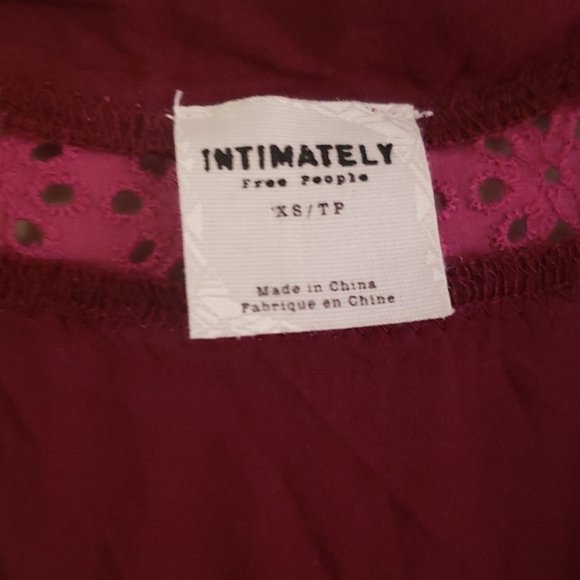 INTIMATELY
Free People
XS/TP
Made in China
Fabrique en Chine